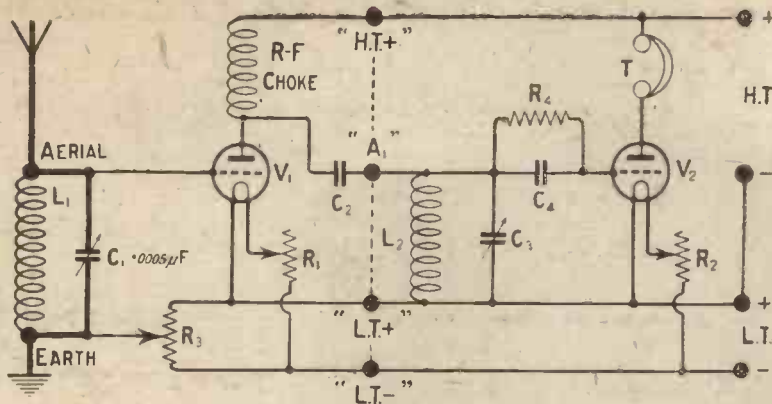 AERIAL
L₁
C₁ ·0005μF
EARTH
R-F
CHOKE
V₁
C₂
R₁
R₃
"H.T.+"
"A₁"
"L.T.+"
"L.T.-"
L₂
R₄
C₄
C₃
T
V₂
R₂
+
H.T.
-
+
L.T.
-